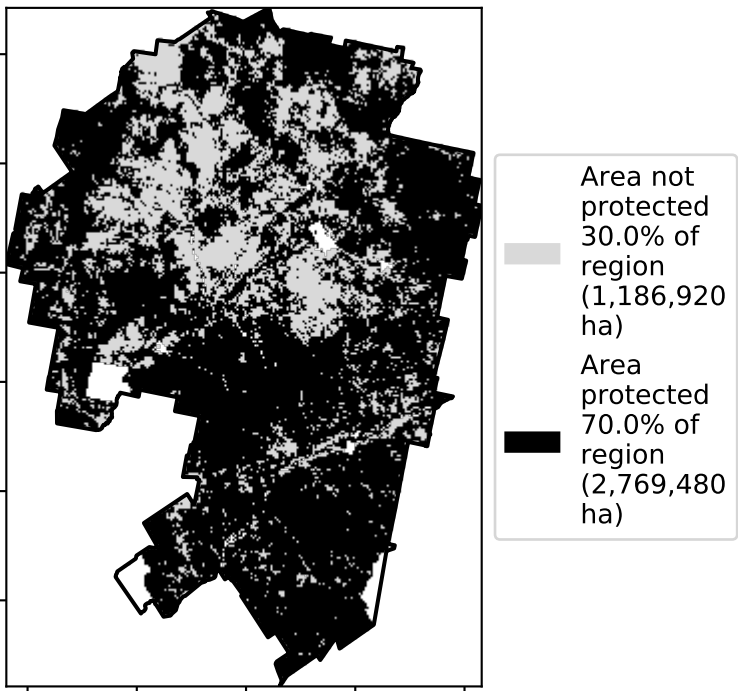 Area not
protected
30.0% of
region
(1,186,920
ha)
Area
protected
70.0% of
region
(2,769,480
ha)